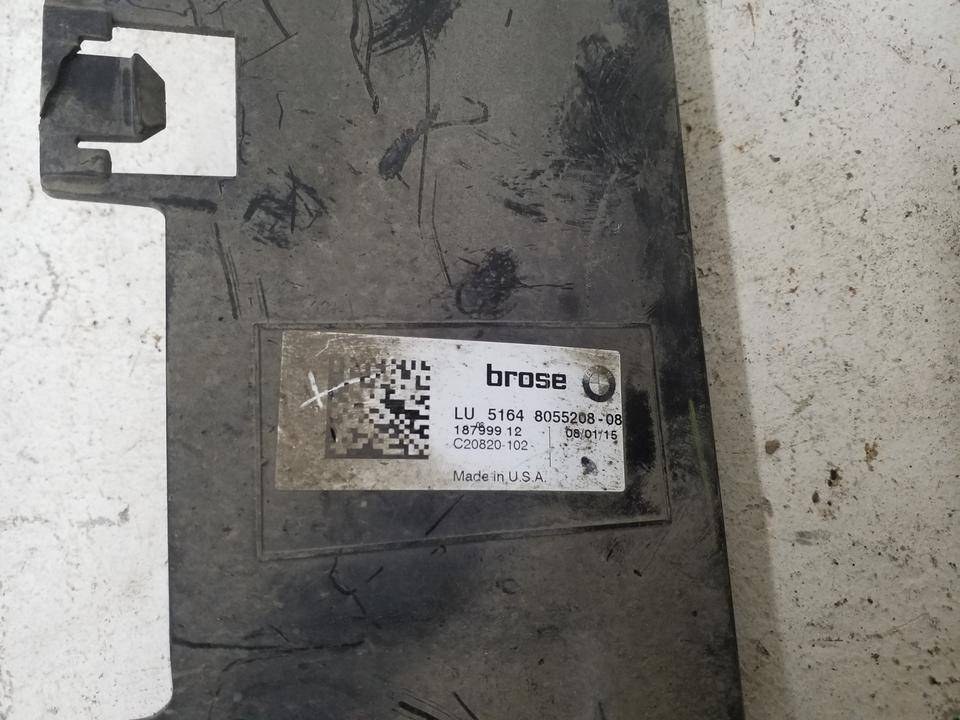 brose
LU 5164 8055208-08
187999 12
08/01/15
C20820-102
Made in U.S.A.